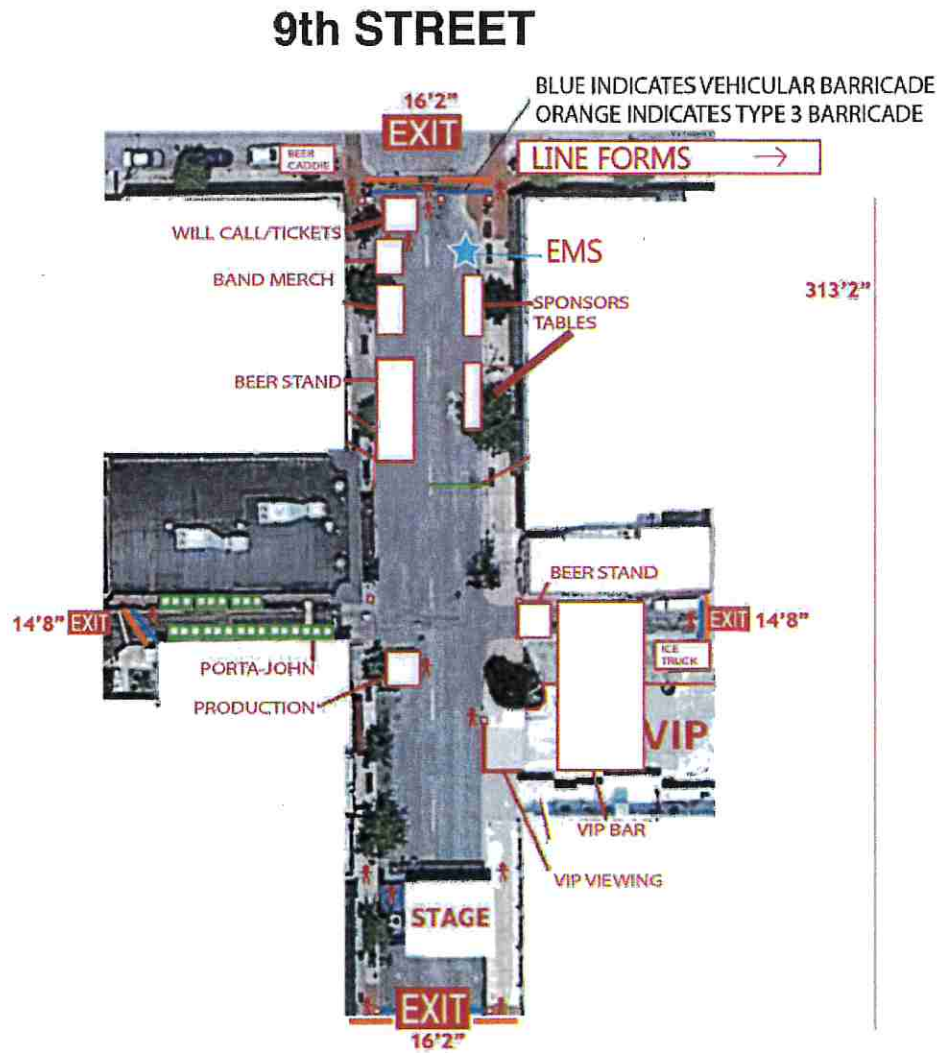 9th STREET
BLUE INDICATES VEHICULAR BARRICADE
ORANGE INDICATES TYPE 3 BARRICADE
16'2"
EXIT
BEER
CADDIE
LINE FORMS →
WILL CALL/TICKETS
EMS
BAND MERCH
313'2"
SPONSORS
TABLES
BEER STAND
BEER STAND
14'8" EXIT
EXIT 14'8"
ICE
TRUCK
PORTA-JOHN
PRODUCTION
VIP
VIP BAR
VIP VIEWING
STAGE
EXIT
16'2"